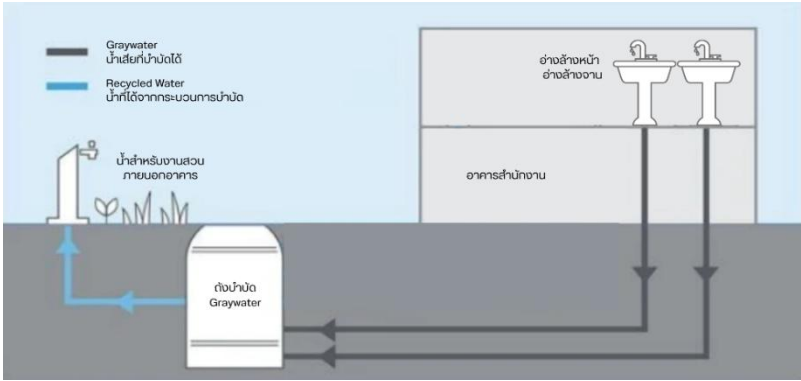 Graywater
น้ำเสียที่บำบัดได้
Recycled Water
น้ำที่ได้จากกระบวนการบำบัด
อ่างล้างหน้า
อ่างล้างจาน
น้ำสำหรับงานสวน
ภายนอกอาคาร
อาคารสำนักงาน
ถังบำบัด
Graywater